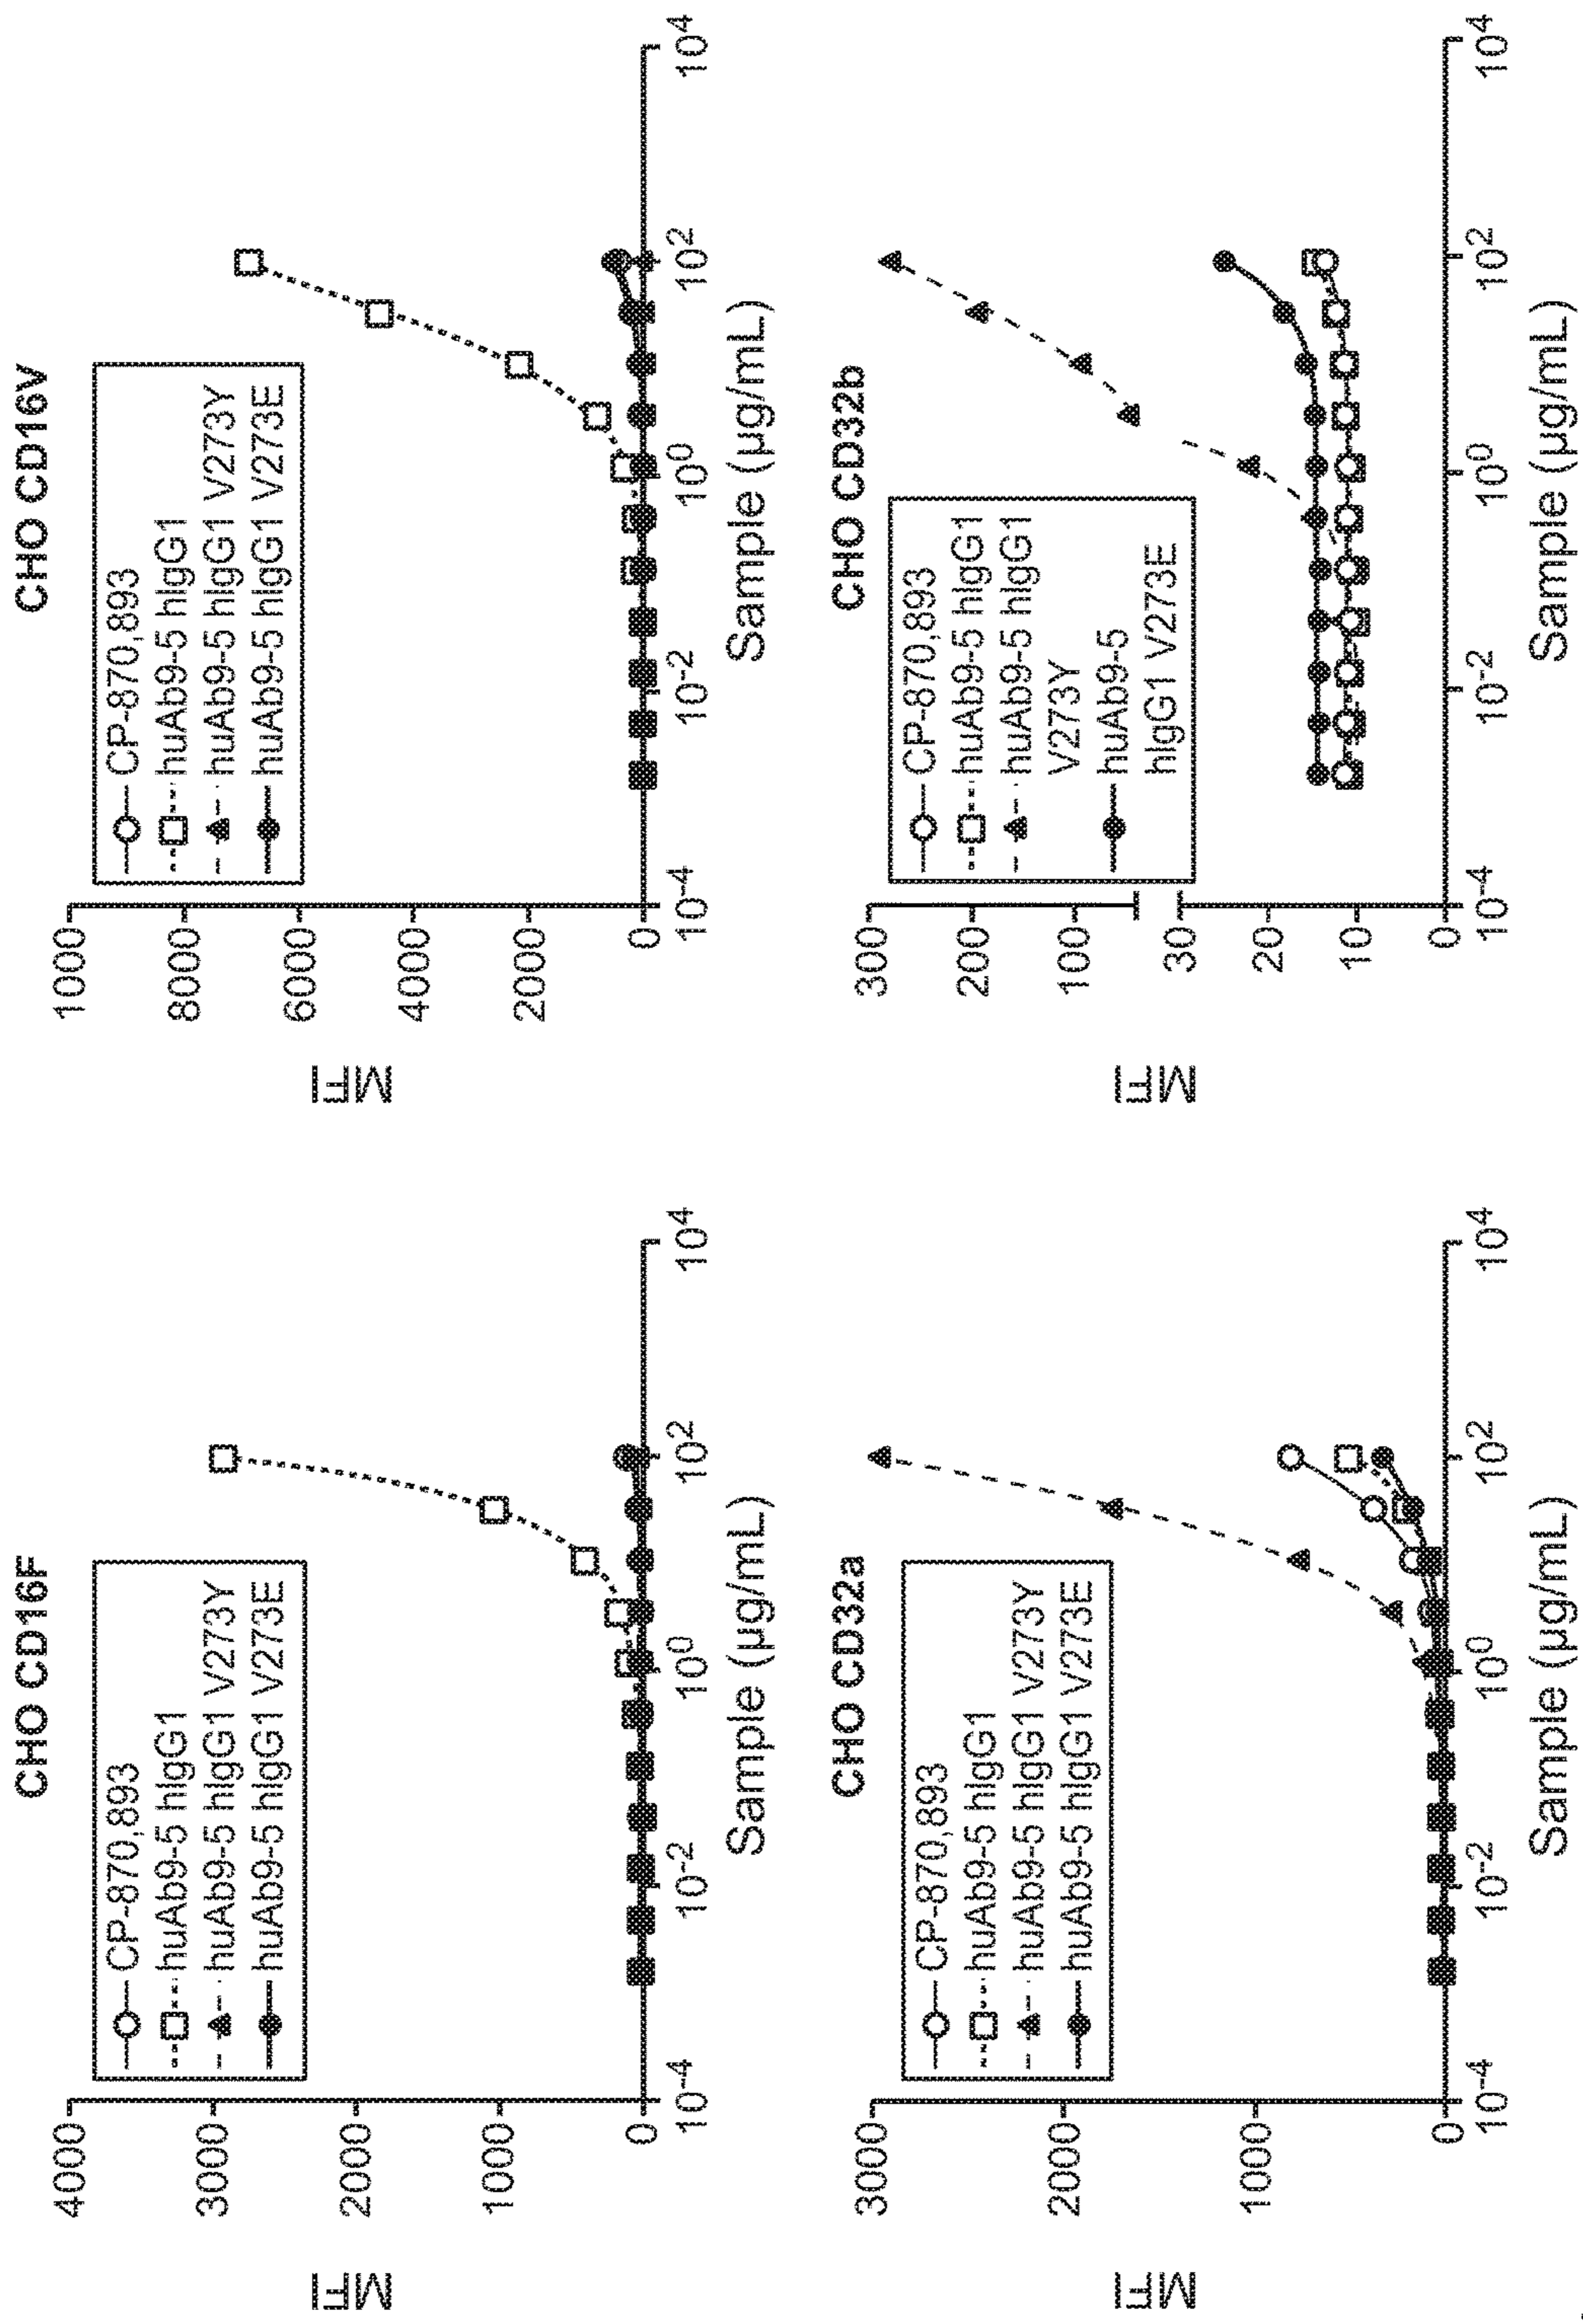 CHO CD16F
MFI
4000
3000
2000
1000
0
CP-870,893
huAb9-5 hIgG1
huAb9-5 hIgG1 V273Y
huAb9-5 hIgG1 V273E
10-4
10-2
100
102
104
Sample (µg/mL)
CHO CD16V
MFI
1000
8000
6000
4000
2000
0
CP-870,893
huAb9-5 hIgG1
huAb9-5 hIgG1 V273Y
huAb9-5 hIgG1 V273E
10-4
10-2
100
102
104
Sample (µg/mL)
CHO CD32a
MFI
3000
2000
1000
0
CP-870,893
huAb9-5 hIgG1
huAb9-5 hIgG1 V273Y
huAb9-5 hIgG1 V273E
10-4
10-2
100
102
104
Sample (µg/mL)
CHO CD32b
MFI
300
200
100
30
20
10
0
CP-870,893
huAb9-5 hIgG1
huAb9-5 hIgG1
V273Y
huAb9-5
hIgG1 V273E
10-4
10-2
100
102
104
Sample (µg/mL)